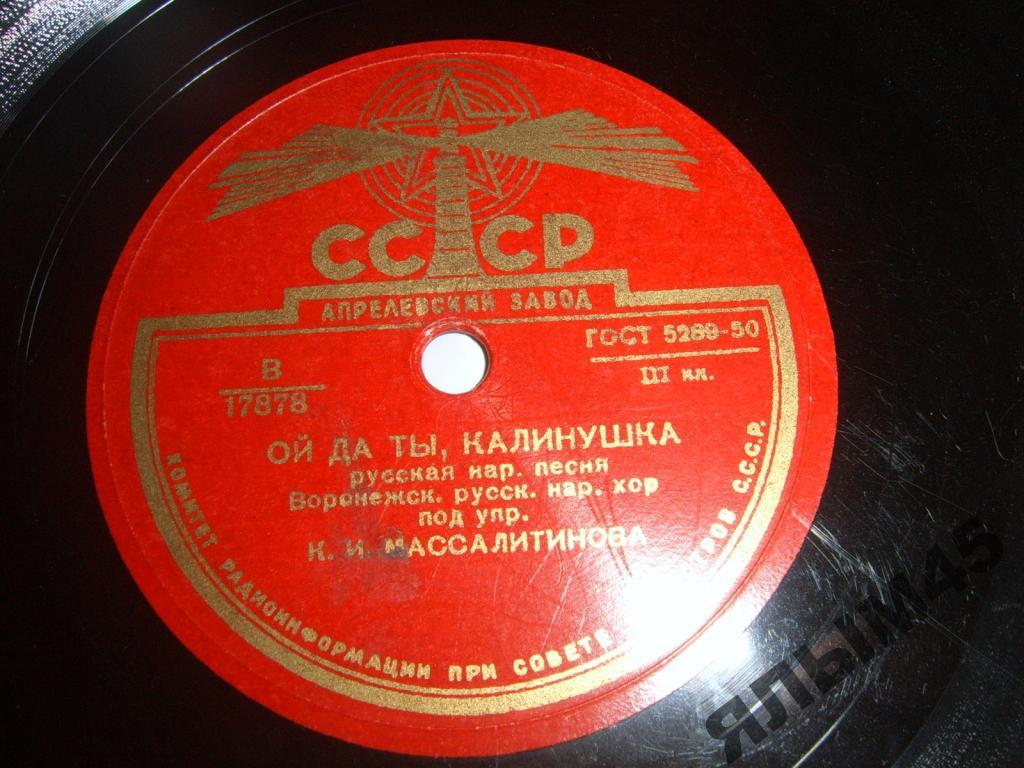 СССР
АПРЕЛЕВСКИЙ ЗАВОД
В
17878
ГОСТ 5289-50
III кл.
ОЙ ДА ТЫ, КАЛИНУШКА
русская нар. песня
Воронежск. русск. нар. хор
под упр.
К. И. МАССАЛИТИНОВА
КОМИТЕТ РАДИОИНФОРМАЦИИ ПРИ СОВЕТЕ ТРОВ С.С.С.Р.
ЯЛЫМ45